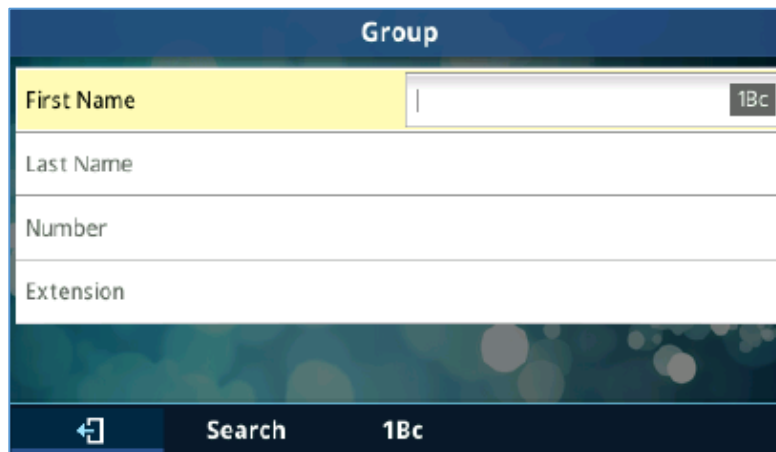 Group
First Name 1Bc
Last Name
Number
Extension
Search 1Bc